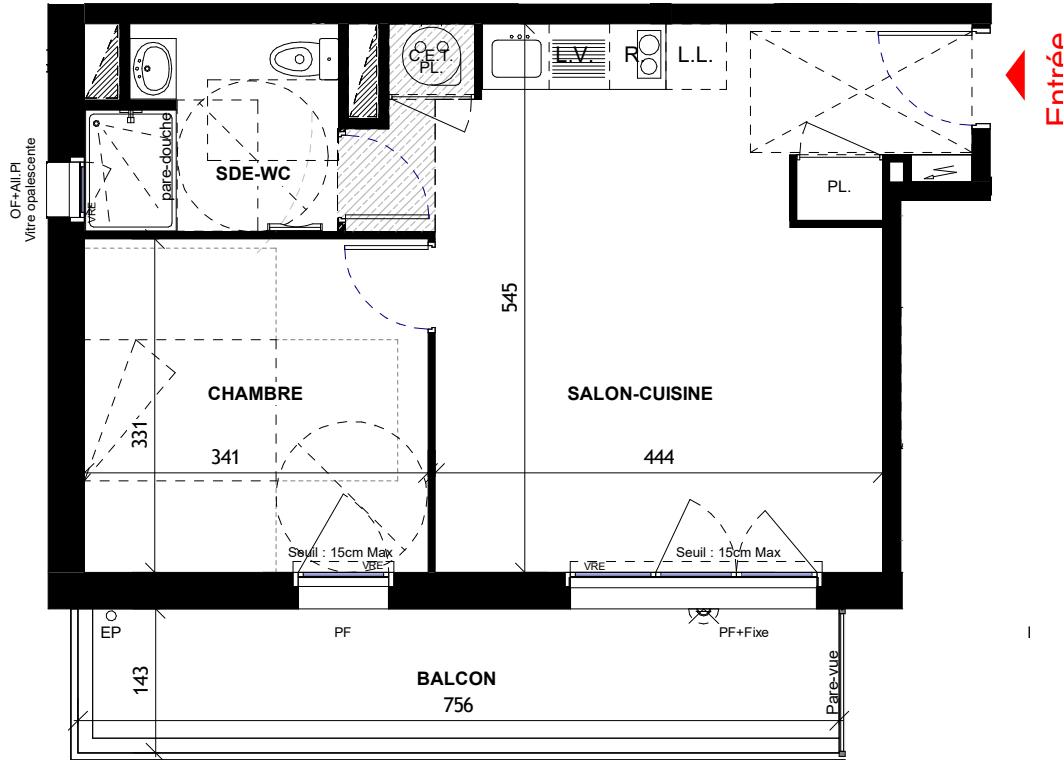 Entrée
C.E.T.
PL.
L.V.
R.
L.L.
pare-douche
SDE-WC
OF+All.PI
Vitre opalescente
VRE
PL.
545
CHAMBRE
SALON-CUISINE
331
341
444
Seuil : 15cm Max
VRE
VRE
Seuil : 15cm Max
EP
PF
PF+Fixe
143
BALCON
756
Pare-vue